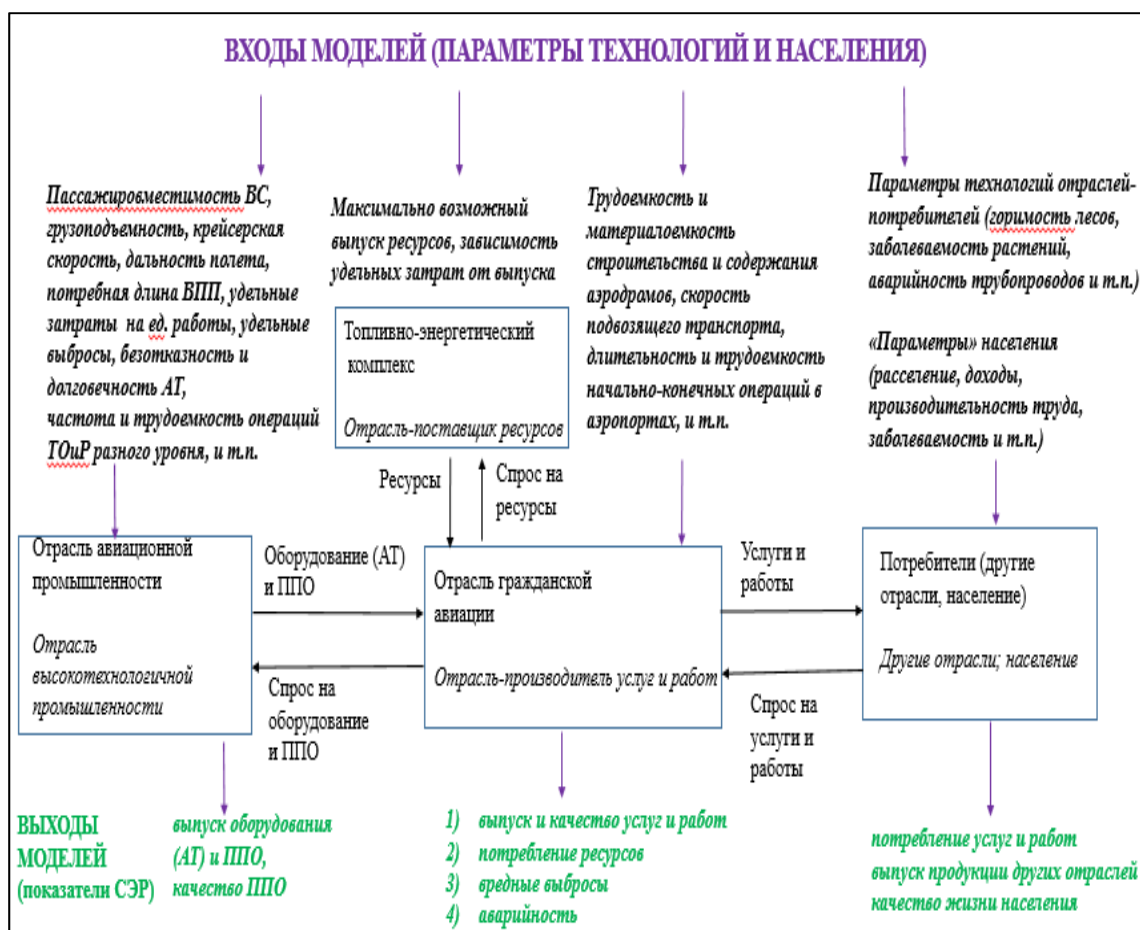 ВХОДЫ МОДЕЛЕЙ (ПАРАМЕТРЫ ТЕХНОЛОГИЙ И НАСЕЛЕНИЯ)
Пассажировместимость ВС,
грузоподъемность, крейсерская
скорость, дальность полета,
потребная длина ВПП, удельные
затраты на ед. работы, удельные
выбросы, безотказность и
долговечность АТ,
частота и трудоемкость операций
ТОиР разного уровня, и т.п.
Максимально возможный
выпуск ресурсов, зависимость
удельных затрат от выпуска
Трудоемкость и
материалоемкость
строительства и содержания
аэродромов, скорость
подвозящего транспорта,
длительность и трудоемкость
начально-конечных операций в
аэропортах, и т.п.
Параметры технологий отраслей-
потребителей (горимость лесов,
заболеваемость растений,
аварийность трубопроводов и т.п.)
«Параметры» населения
(расселение, доходы,
производительность труда,
заболеваемость и т.п.)
Топливно-энергетический
комплекс
Отрасль-поставщик ресурсов
Ресурсы
Спрос на
ресурсы
Отрасль авиационной
промышленности
Отрасль
высокотехнологичной
промышленности
Оборудование (АТ)
и ППО
Спрос на
оборудование
и ППО
Отрасль гражданской
авиации
Отрасль-производитель услуг и работ
Услуги и
работы
Спрос на
услуги и
работы
Потребители (другие
отрасли, население)
Другие отрасли; население
ВЫХОДЫ
МОДЕЛЕЙ
(показатели СЭР)
выпуск оборудования
(АТ) и ППО,
качество ППО
1) выпуск и качество услуг и работ
2) потребление ресурсов
3) вредные выбросы
4) аварийность
потребление услуг и работ
выпуск продукции других отраслей
качество жизни населения